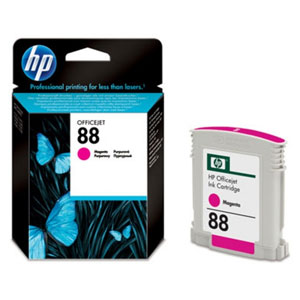 hp
Professional printing for less than lasers.
OFFICEJET
88
Magenta
hp
HP Officejet
Ink Cartridge
Magenta
88